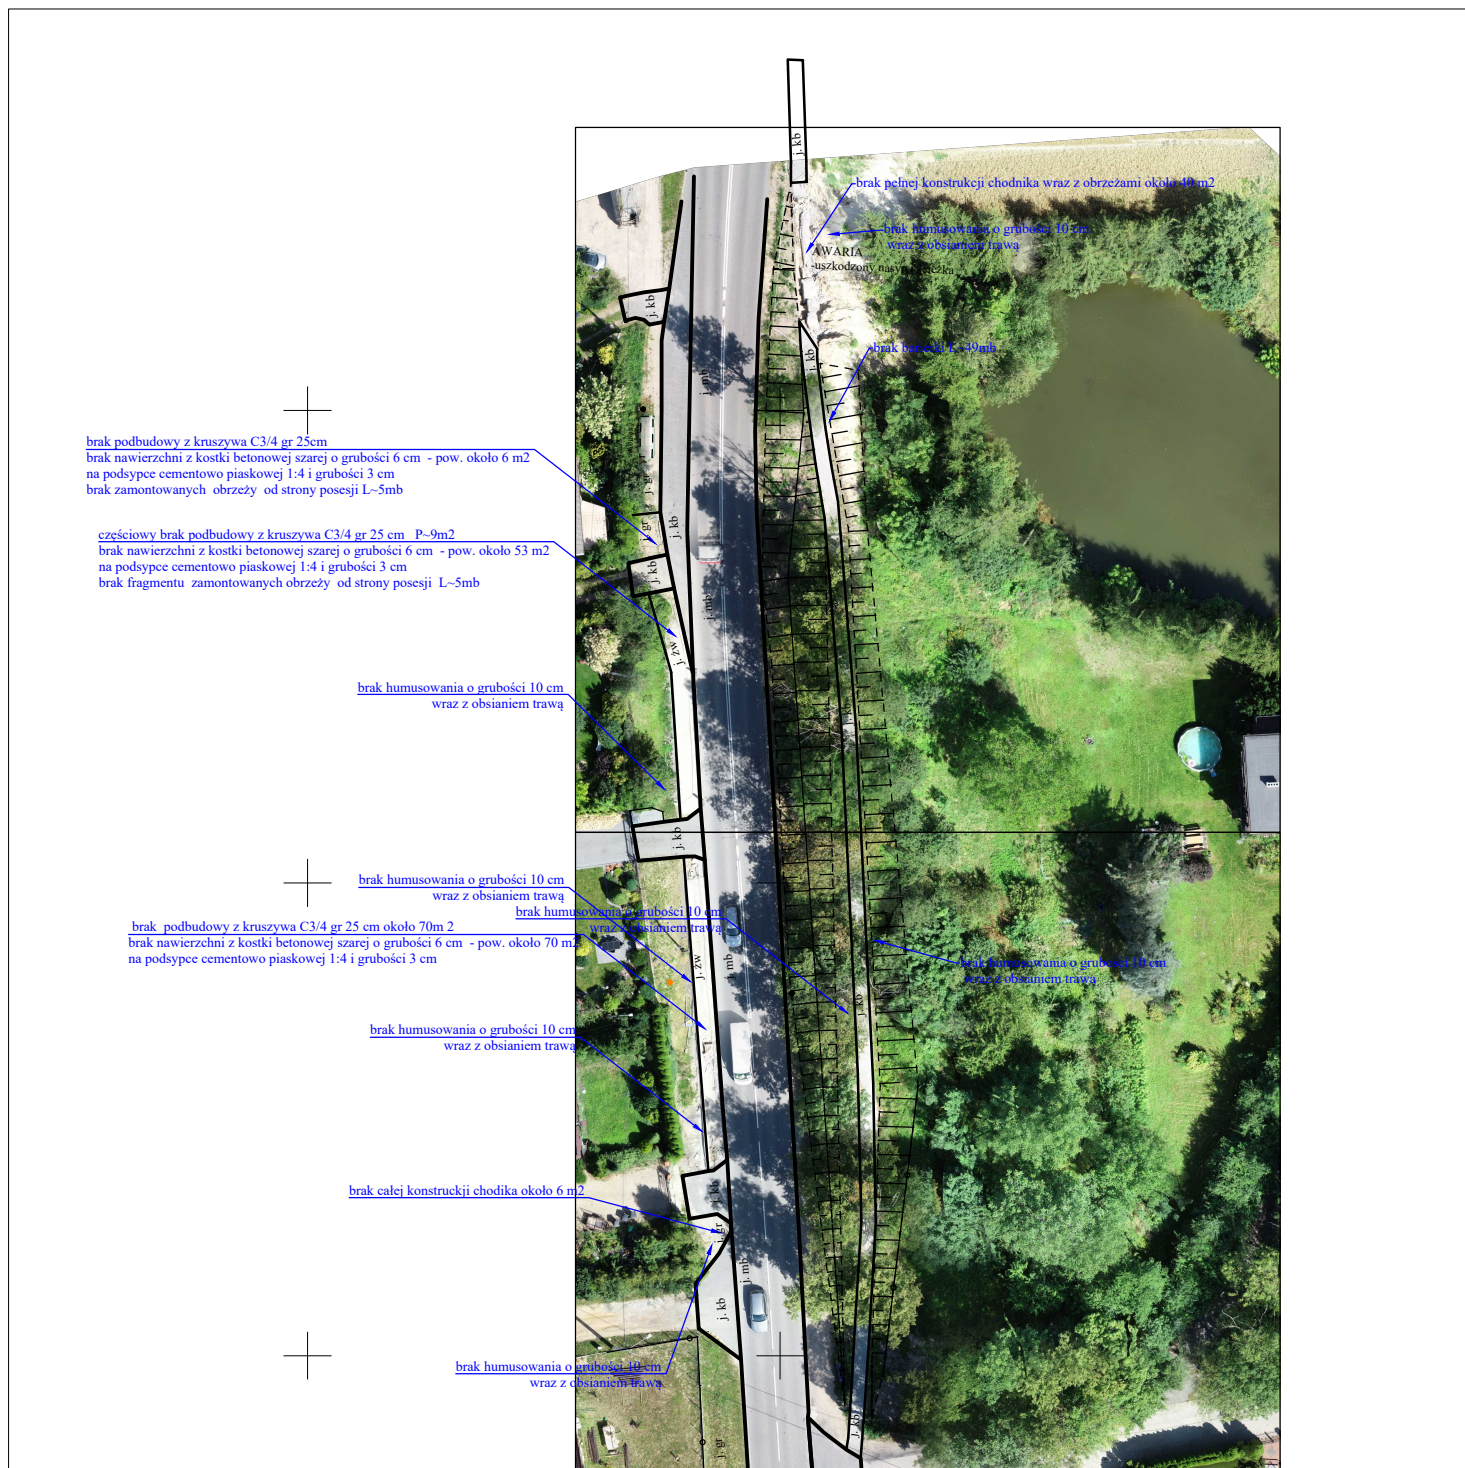 j. kb
brak pełnej konstrukcji chodnika wraz z obrzeżami około 40 m2
brak humusowania o grubości 10 cm
wraz z obsianiem trawą
AWARIA
-uszkodzony nasyp
j. kb
brak L~49mb
j. kb
j. mb
brak podbudowy z kruszywa C3/4 gr 25cm
brak nawierzchni z kostki betonowej szarej o grubości 6 cm - pow. około 6 m2
na podsypce cementowo piaskowej 1:4 i grubości 3 cm
brak zamontowanych obrzeży od strony posesji L~5mb
j. gr
j. gr
j. kb
częściowy brak podbudowy z kruszywa C3/4 gr 25 cm P~9m2
brak nawierzchni z kostki betonowej szarej o grubości 6 cm - pow. około 53 m2
na podsypce cementowo piaskowej 1:4 i grubości 3 cm
brak fragmentu zamontowanych obrzeży od strony posesji L~5mb
j. kb
j. mb
j. zw
brak humusowania o grubości 10 cm
wraz z obsianiem trawą
j. kb
j. kb
brak humusowania o grubości 10 cm
wraz z obsianiem trawą
brak humusowania o grubości 10 cm
wraz z obsianiem trawą
brak podbudowy z kruszywa C3/4 gr 25 cm około 70m 2
brak nawierzchni z kostki betonowej szarej o grubości 6 cm - pow. około 70 m2
na podsypce cementowo piaskowej 1:4 i grubości 3 cm
j. zw
j. mb
brak humusowania o grubości 10 cm
wraz z obsianiem trawą
j. kb
brak humusowania o grubości 10 cm
wraz z obsianiem trawą
brak całej konstruckji chodika około 6 m2
j. kb
j. gr
j. mb
j. kb
brak humusowania o grubości 10 cm
wraz z obsianiem trawą
j. kb
j. gr